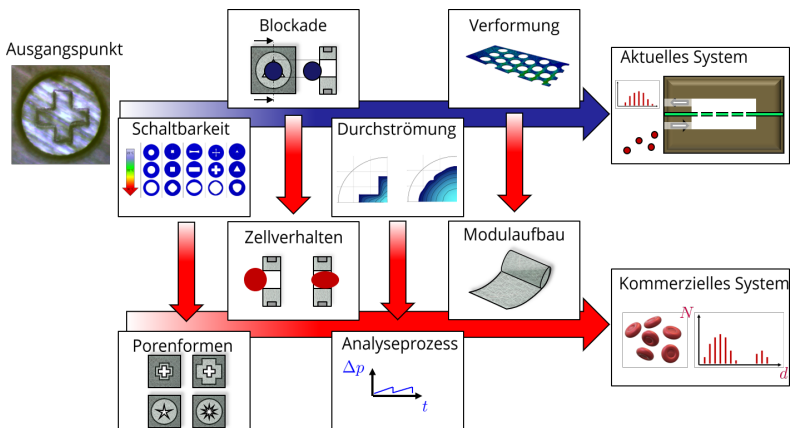 Ausgangspunkt
Blockade
Verformung
Aktuelles System
Schaltbarkeit
Durchströmung
Zellverhalten
Modulaufbau
Kommerzielles System
N
d
Porenformen
Analyseprozess
Δp
t